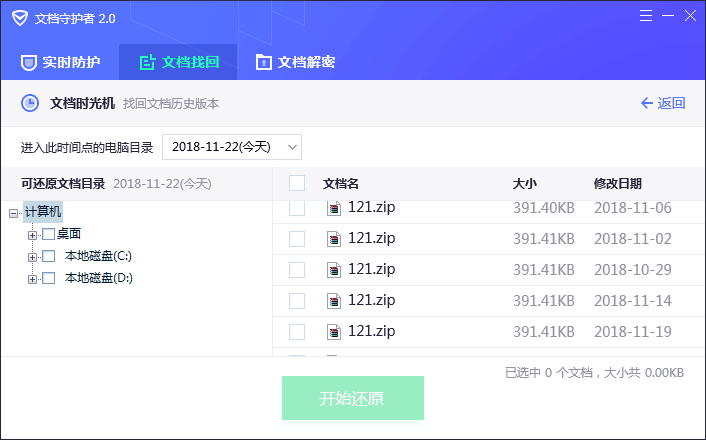 文档守护者 2.0
实时防护 文档找回 文档解密
文档时光机 找回文档历史版本 返回
进入此时间点的电脑目录 2018-11-22(今天)
可还原文档目录 2018-11-22(今天) 文档名 大小 修改日期
计算机
桌面
本地磁盘(C:)
本地磁盘(D:)
121.zip 391.40KB 2018-11-06
121.zip 391.41KB 2018-11-02
121.zip 391.41KB 2018-10-29
121.zip 391.41KB 2018-11-14
121.zip 391.41KB 2018-11-19
已选中 0 个文档，大小共 0.00KB
开始还原